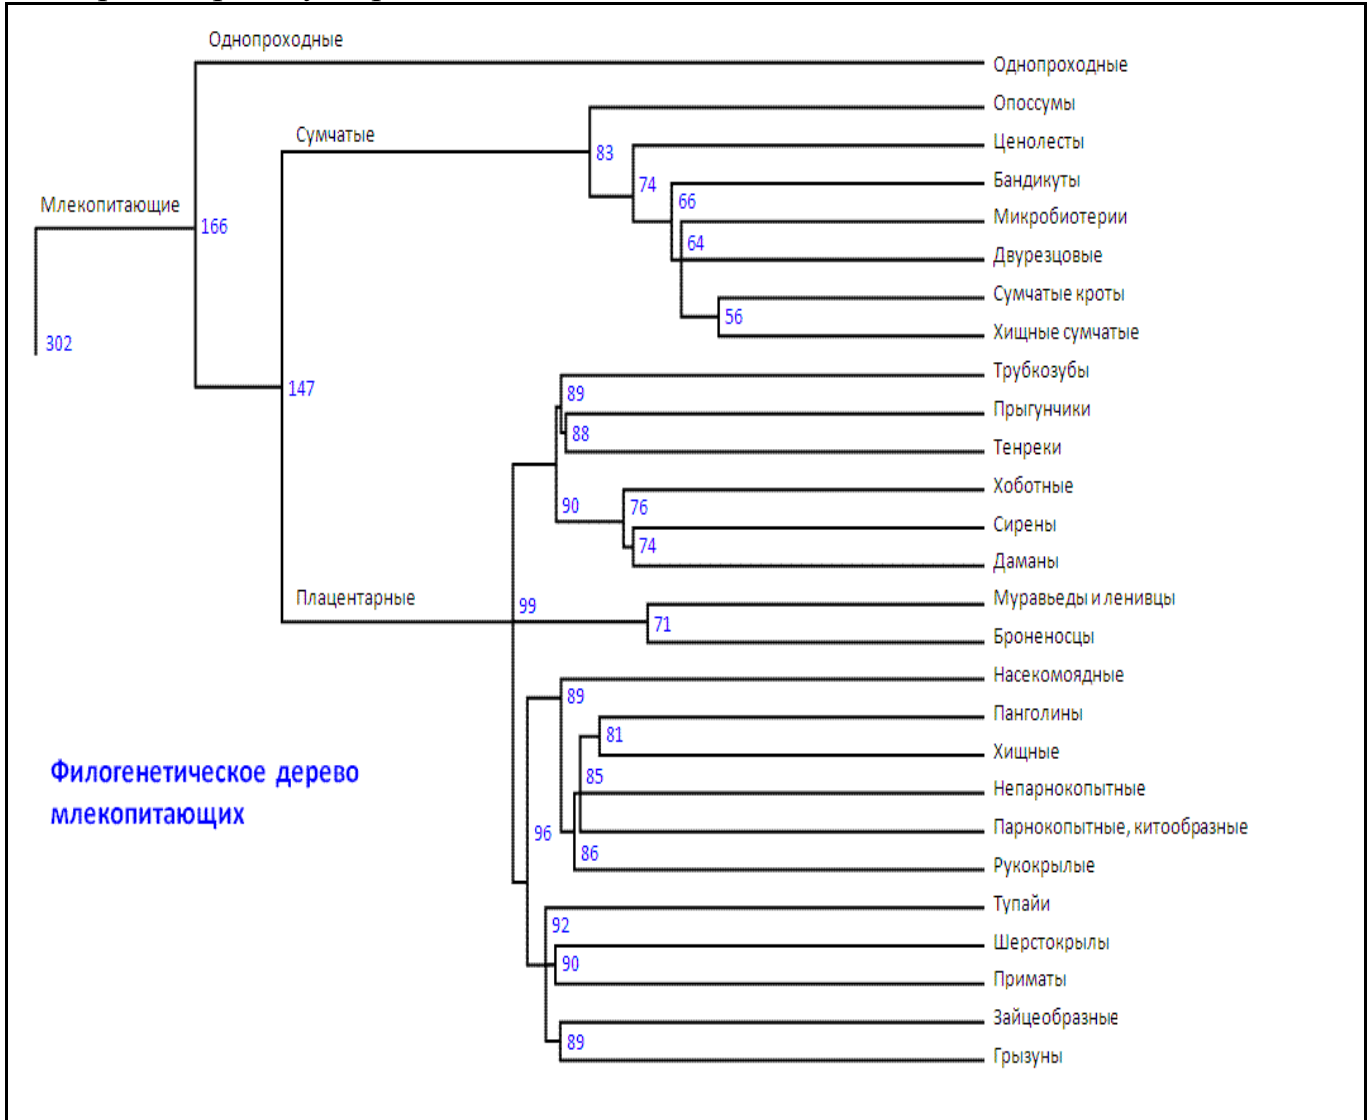 Однопроходные
Однопроходные
Опоссумы
Сумчатые
Ценолесты
83
Бандикуты
74
66
Млекопитающие
Микробиотерии
166
64
Двурезцовые
Сумчатые кроты
56
Хищные сумчатые
302
Трубкозубы
147
89
Прыгунчики
88
Тенреки
Хоботные
90
76
Сирены
74
Даманы
Плацентарные
99
Муравьеды и ленивцы
71
Броненосцы
Насекомоядные
89
Панголины
81
Хищные
Филогенетическое дерево
млекопитающих
85
Непарнокопытные
96
Парнокопытные, китообразные
86
Рукокрылые
Тупайи
92
Шерстокрылы
90
Приматы
Зайцеобразные
89
Грызуны